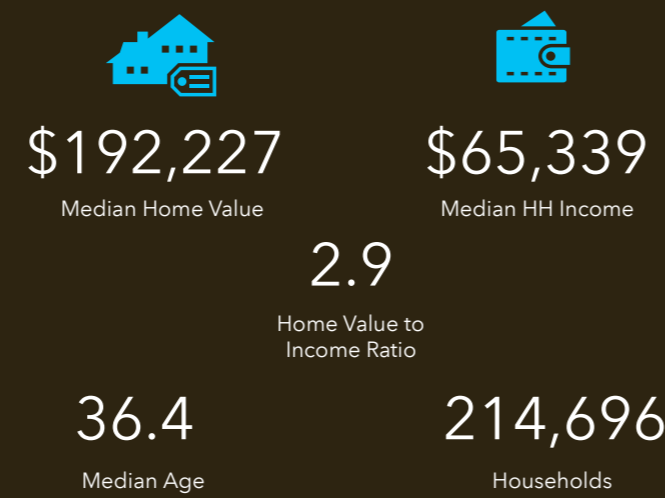 $192,227
$65,339
Median Home Value
Median HH Income
2.9
Home Value to
Income Ratio
36.4
214,696
Median Age
Households